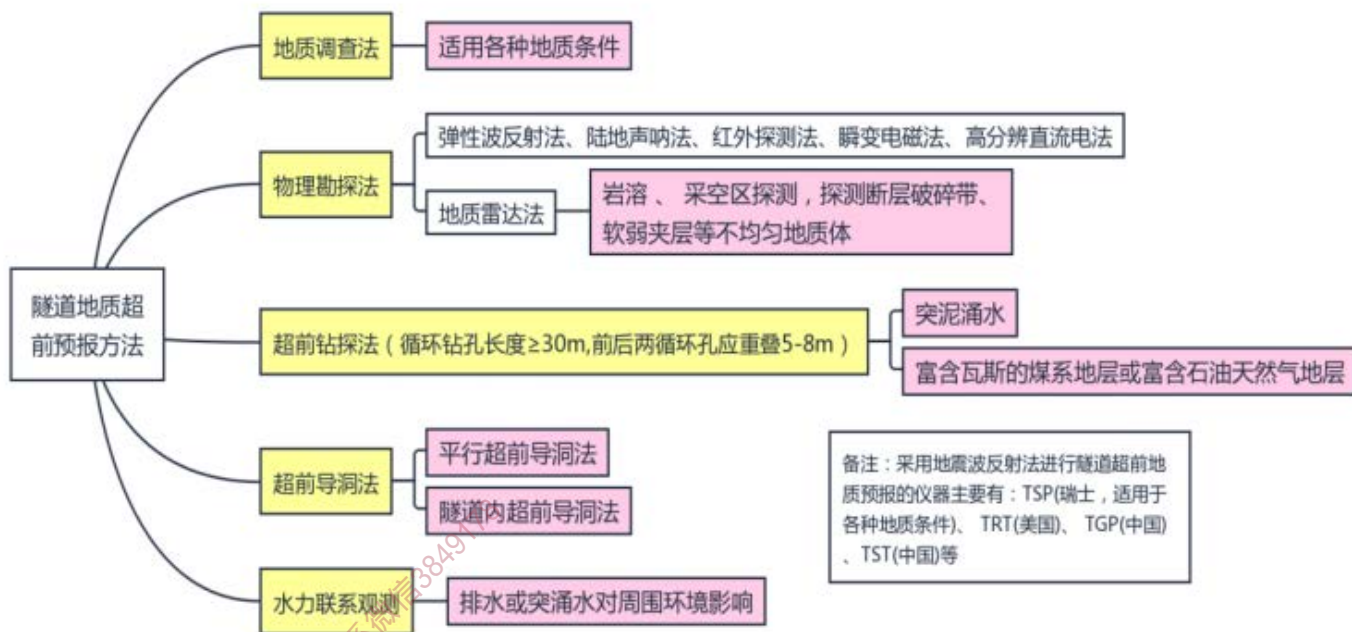 地质调查法
适用各种地质条件
弹性波反射法、陆地声呐法、红外探测法、瞬变电磁法、高分辨直流电法
物理勘探法
地质雷达法
岩溶 、 采空区探测，探测断层破碎带、
软弱夹层等不均匀地质体
隧道地质超
前预报方法
超前钻探法（循环钻孔长度≥30m,前后两循环孔应重叠5-8m）
突泥涌水
富含瓦斯的煤系地层或富含石油天然气地层
超前导洞法
平行超前导洞法
隧道内超前导洞法
备注：采用地震波反射法进行隧道超前地
质预报的仪器主要有：TSP(瑞士，适用于
各种地质条件)、 TRT(美国)、 TGP(中国)
、TST(中国)等
水力联系观测
排水或突涌水对周围环境影响